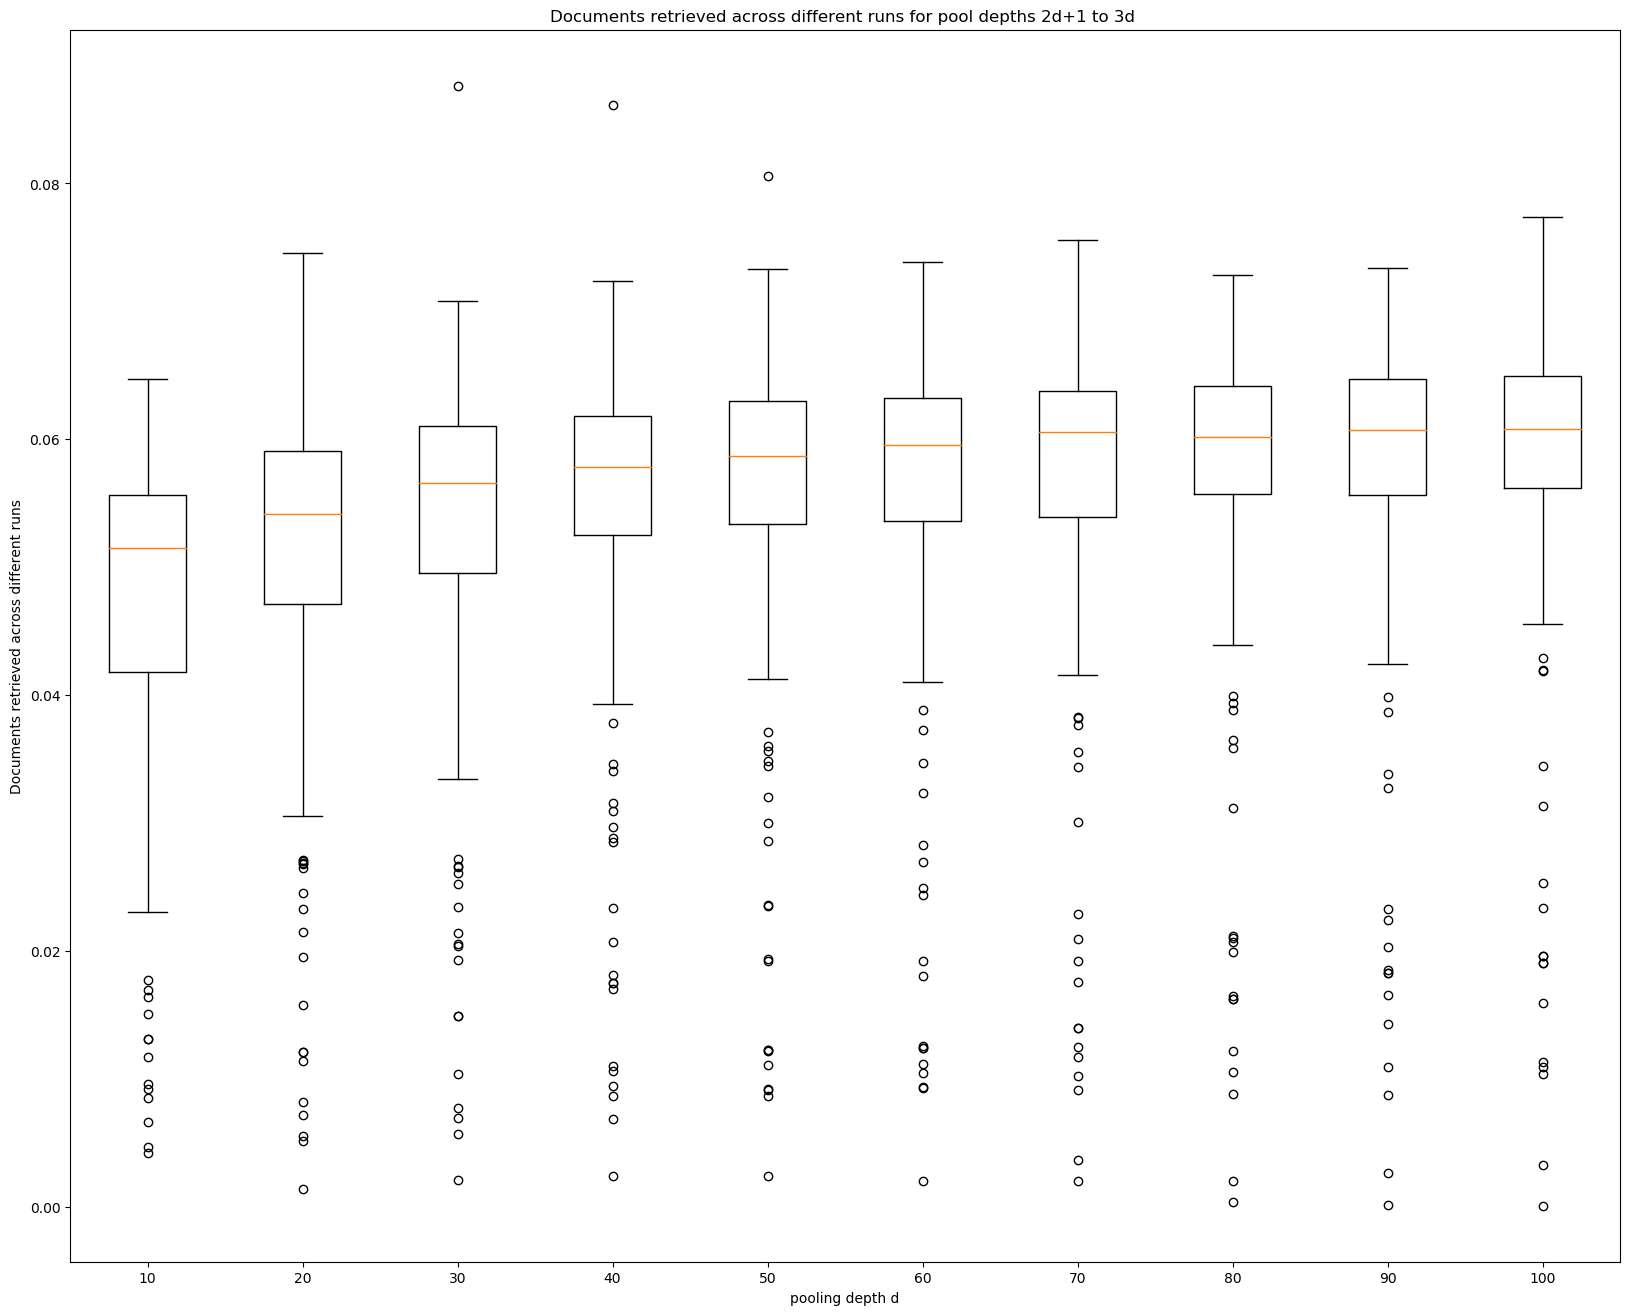 Documents retrieved across different runs for pool depths 2d+1 to 3d
Documents retrieved across different runs
0.08
0.06
0.04
0.02
0.00
10 20 30 40 50 60 70 80 90 100
pooling depth d